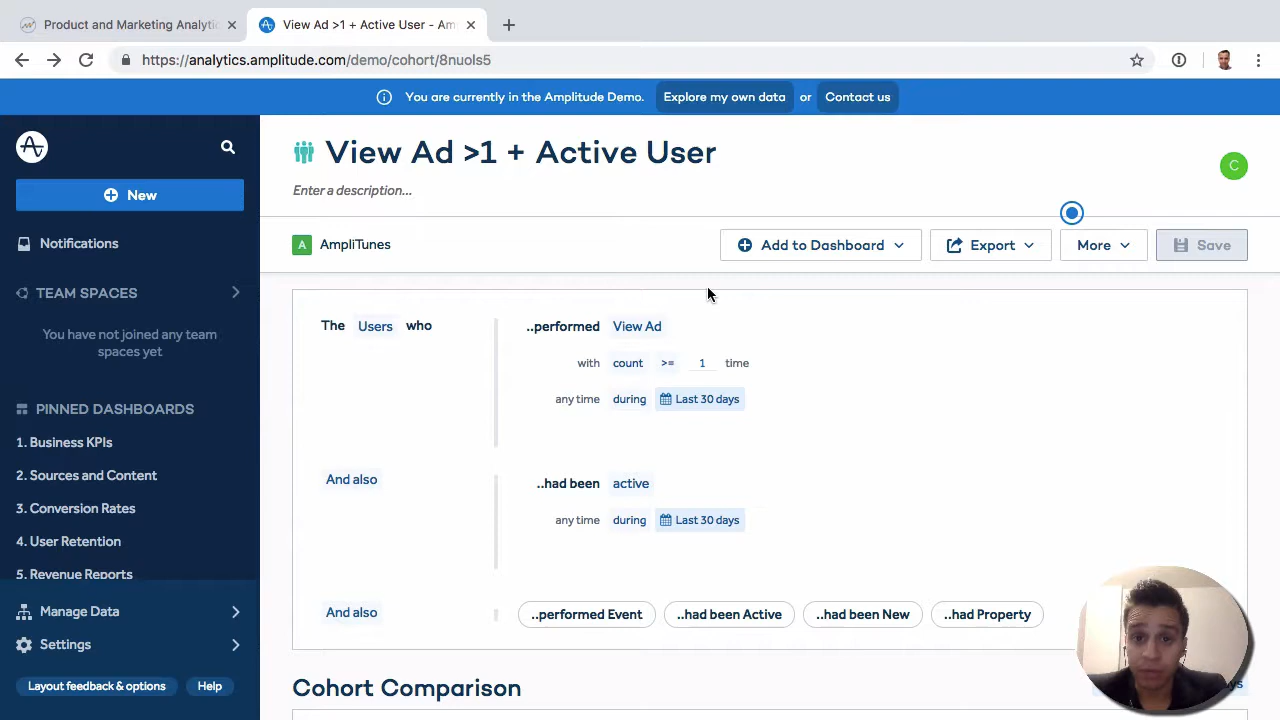 Product and Marketing Analytic
View Ad >1 + Active User - Am
https://analytics.amplitude.com/demo/cohort/8nuols5
You are currently in the Amplitude Demo. Explore my own data or Contact us
New
Notifications
TEAM SPACES
You have not joined any team
spaces yet
PINNED DASHBOARDS
1. Business KPIs
2. Sources and Content
3. Conversion Rates
4. User Retention
5. Revenue Reports
Manage Data
Settings
Layout feedback & options Help
View Ad >1 + Active User
Enter a description...
C
A AmpliTunes
Add to Dashboard Export More Save
The Users who ..performed View Ad
with count >= 1 time
any time during Last 30 days
And also ..had been active
any time during Last 30 days
And also ..performed Event ..had been Active ..had been New ..had Property
Cohort Comparison